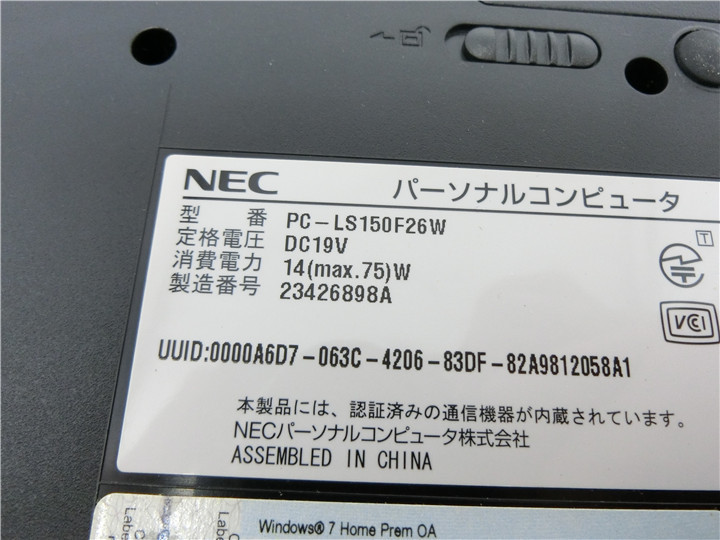 NEC パーソナルコンピュータ
型 番 PC-LS150F26W
定格電圧 DC19V
消費電力 14(max.75)W
製造番号 23426898A
T
VCI
UUID:0000A6D7-063C-4206-83DF-82A9812058A1
本製品には、認証済みの通信機器が内蔵されています。
NECパーソナルコンピュータ株式会社
ASSEMBLED IN CHINA
Windows® 7 Home Prem OA